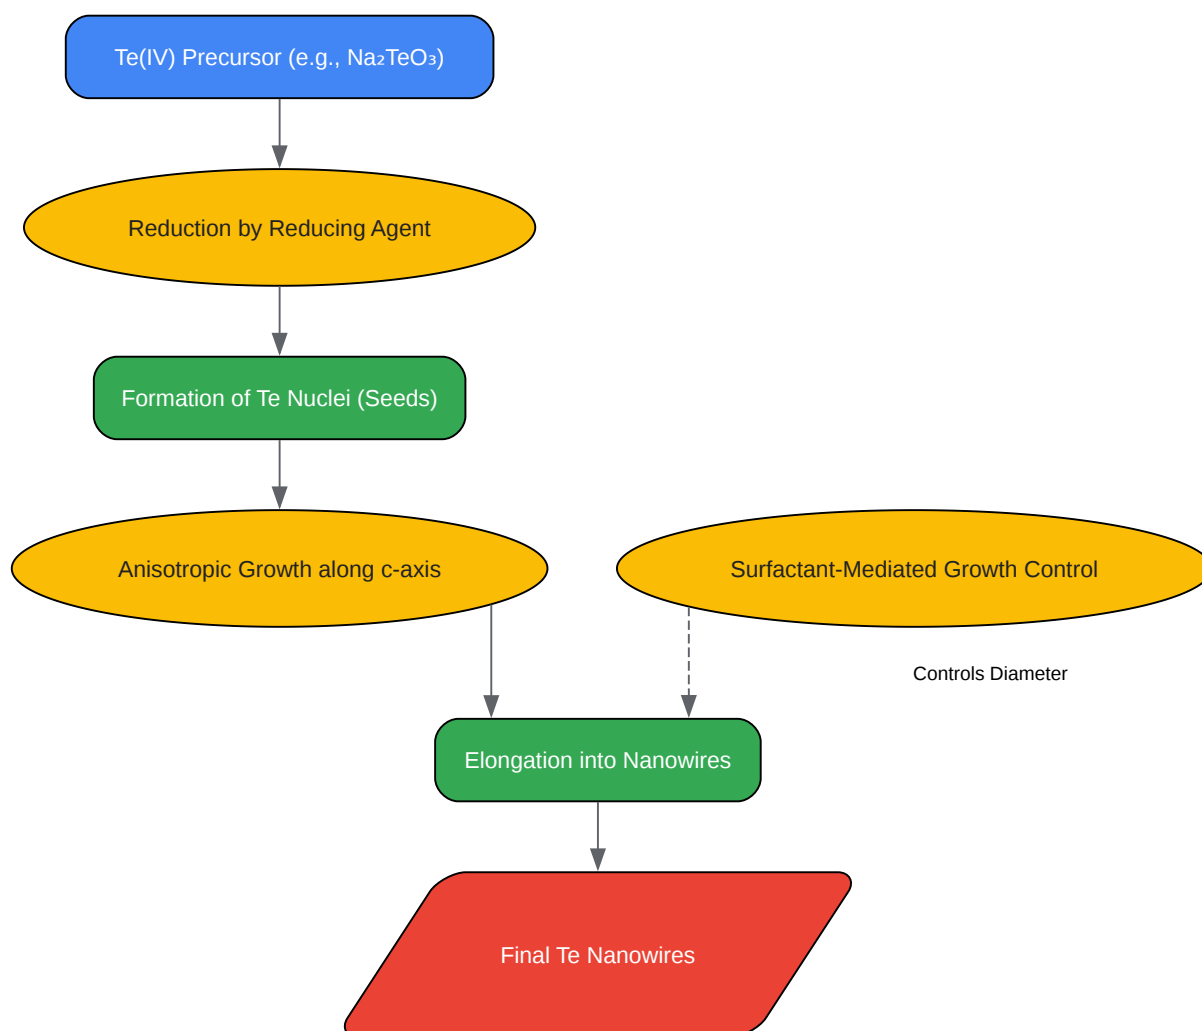 Te(IV) Precursor (e.g., Na₂TeO₃)
Reduction by Reducing Agent
Formation of Te Nuclei (Seeds)
Anisotropic Growth along c-axis
Surfactant-Mediated Growth Control
Controls Diameter
Elongation into Nanowires
Final Te Nanowires